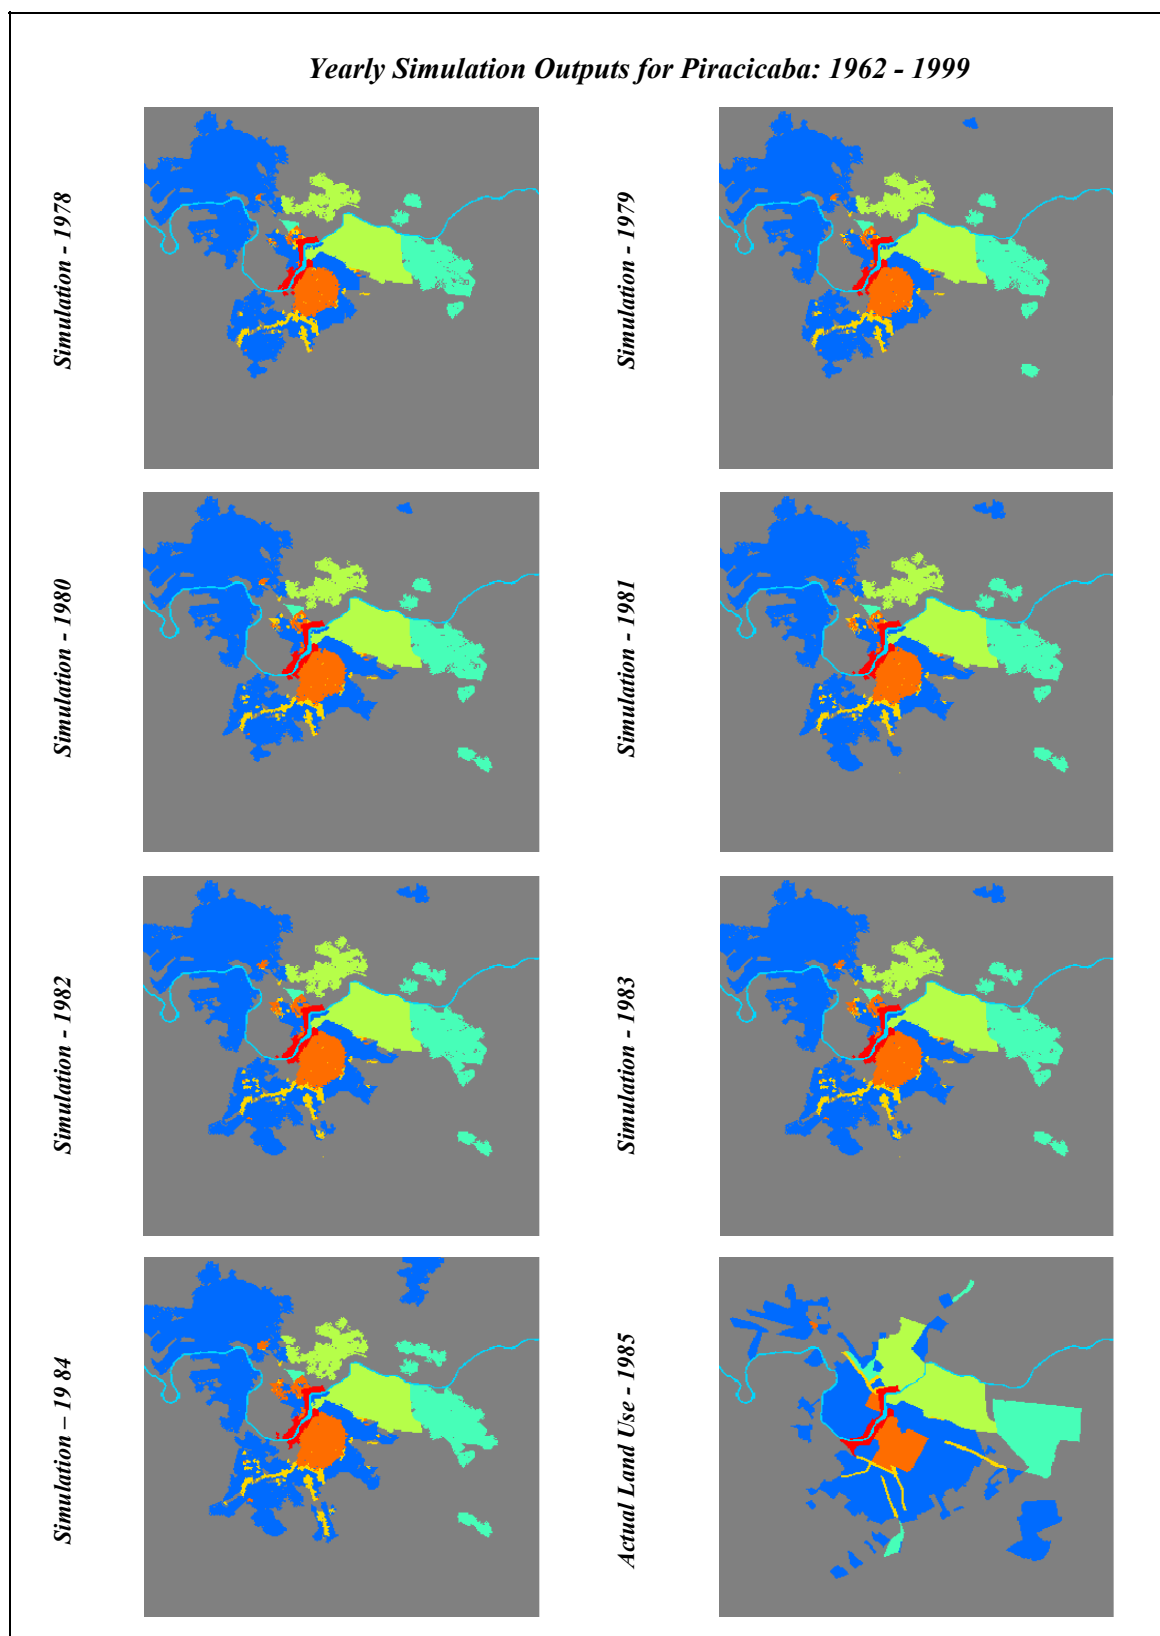 Yearly Simulation Outputs for Piracicaba: 1962 - 1999
Simulation - 1978
Simulation - 1979
Simulation - 1980
Simulation - 1981
Simulation - 1982
Simulation - 1983
Simulation – 19 84
Actual Land Use - 1985